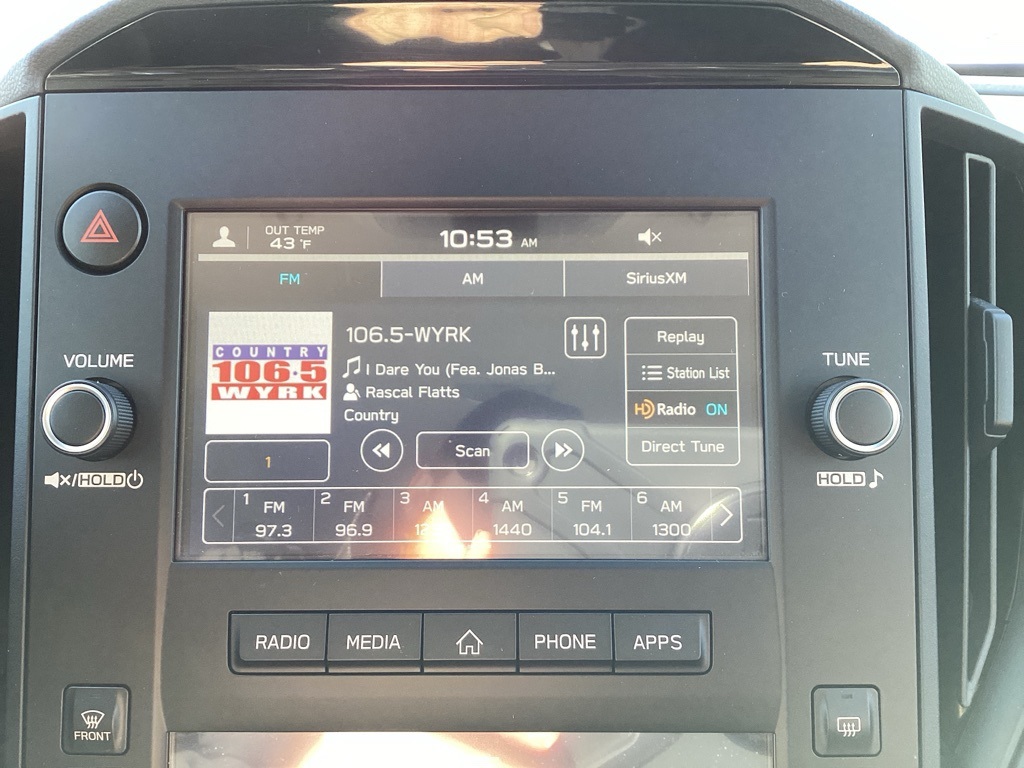 OUT TEMP
43 °F
10:53 AM
FM
AM
SiriusXM
COUNTRY
106.5
WYRK
106.5-WYRK
I Dare You (Fea. Jonas B...
Rascal Flatts
Country
Replay
Station List
HD Radio ON
Direct Tune
1
Scan
1 FM
97.3
2 FM
96.9
3 AM
4 AM
1440
5 FM
104.1
6 AM
1300
VOLUME
/HOLD
TUNE
HOLD
RADIO
MEDIA
PHONE
APPS
FRONT